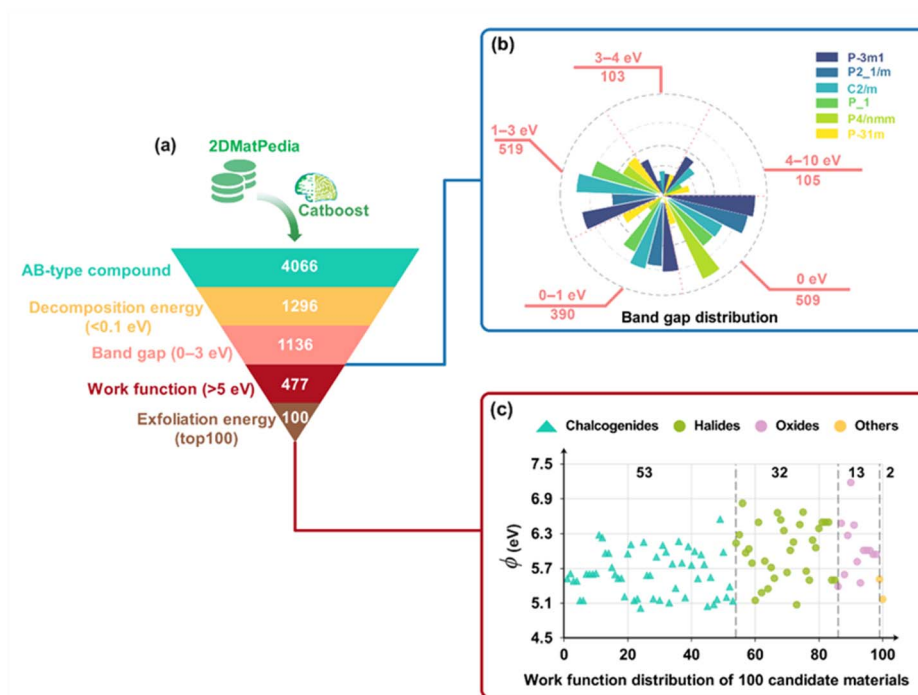 (a)
2DMatPedia
Catboost
AB-type compound
4066
Decomposition energy
(<0.1 eV)
1296
Band gap (0–3 eV)
1136
Work function (>5 eV)
477
Exfoliation energy
(top100)
100
(b)
3–4 eV
103
P-3m1
P2_1/m
C2/m
P_1
P4/nmm
P-31m
1–3 eV
519
4–10 eV
105
0–1 eV
390
0 eV
509
Band gap distribution
(c)
Chalcogenides
Halides
Oxides
Others
53
32
13
2
7.5
6.9
6.3
5.7
5.1
4.5
ϕ (eV)
0
20
40
60
80
100
Work function distribution of 100 candidate materials